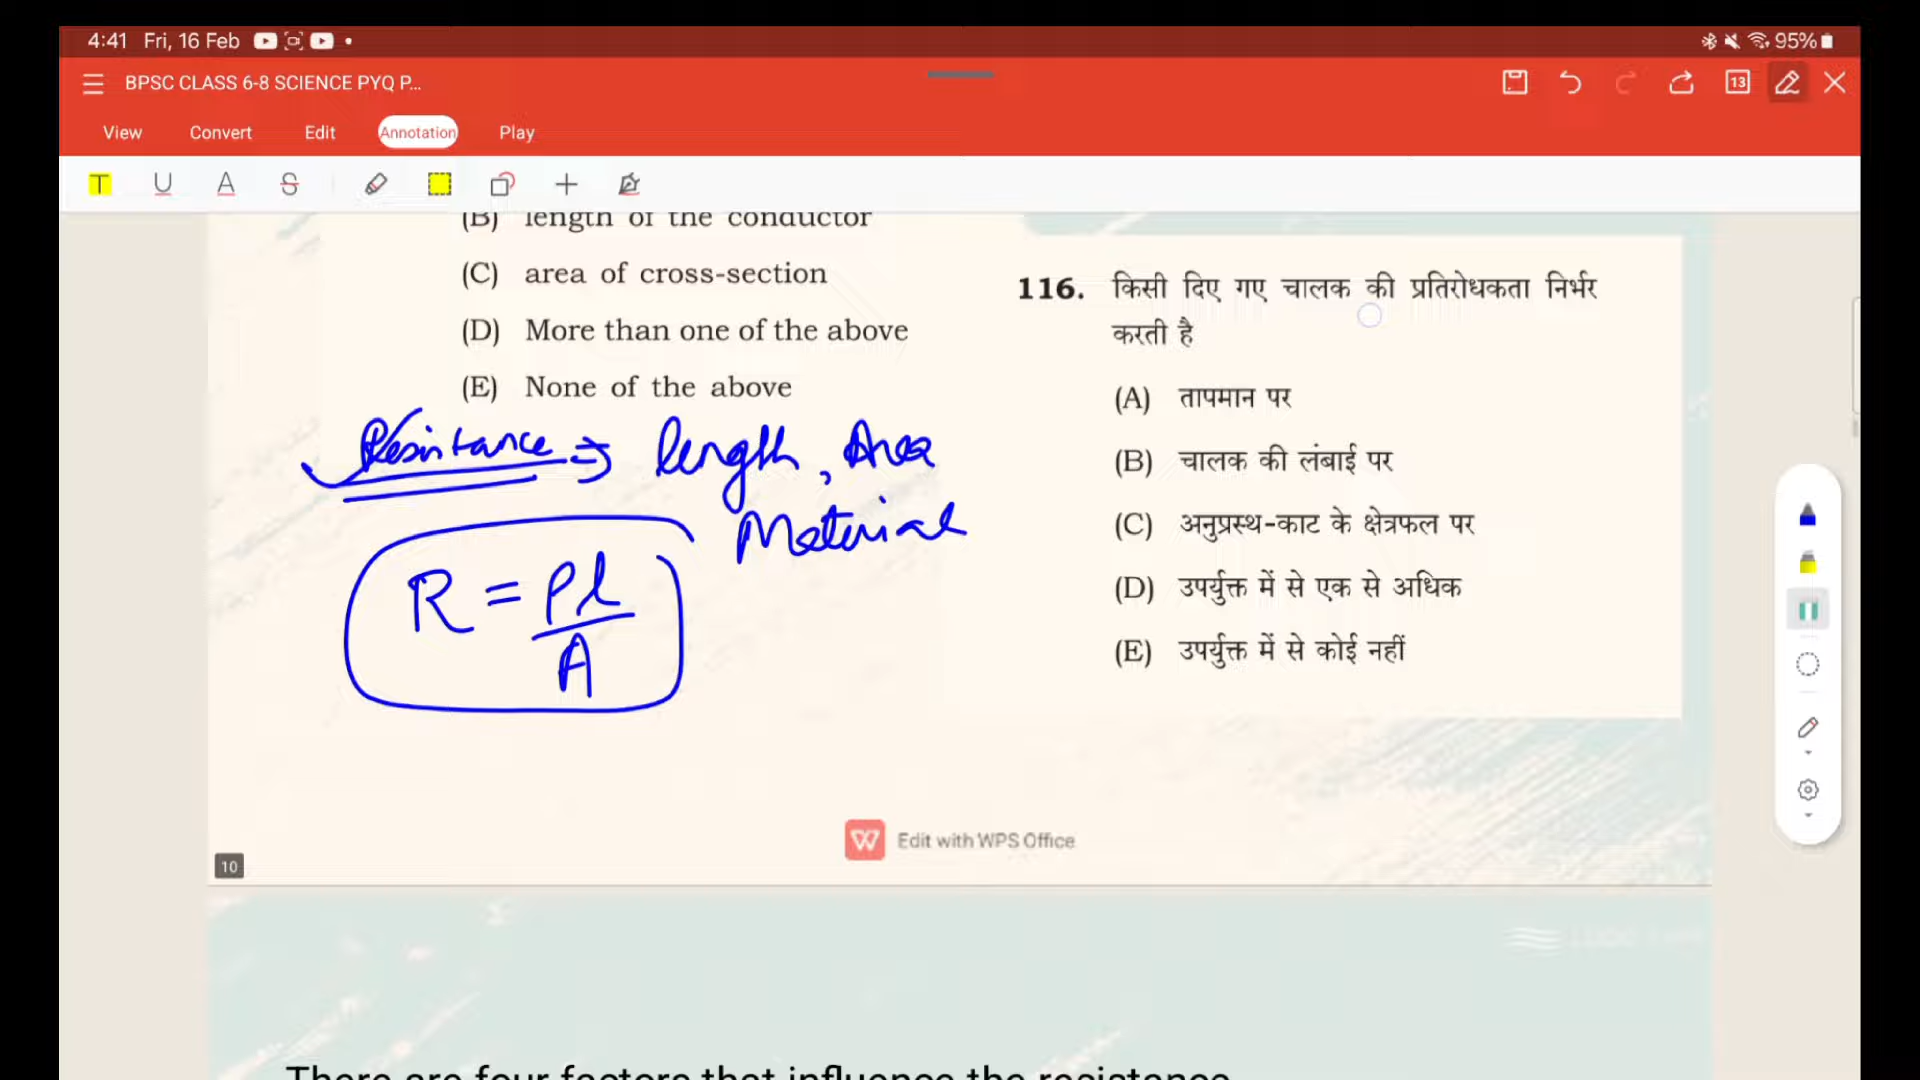 4:41 Fri, 16 Feb
95%
BPSC CLASS 6-8 SCIENCE PYQ P...
13
View Convert Edit Annotation Play
(B) length of the conductor
(C) area of cross-section
(D) More than one of the above
(E) None of the above
Resistance ⇒ length, Area
Material
R = ρl
A
116. किसी दिए गए चालक की प्रतिरोधकता निर्भर
करती है
(A) तापमान पर
(B) चालक की लंबाई पर
(C) अनुप्रस्थ-काट के क्षेत्रफल पर
(D) उपर्युक्त में से एक से अधिक
(E) उपर्युक्त में से कोई नहीं
Edit with WPS Office
10
There are four factors that influence the resistance